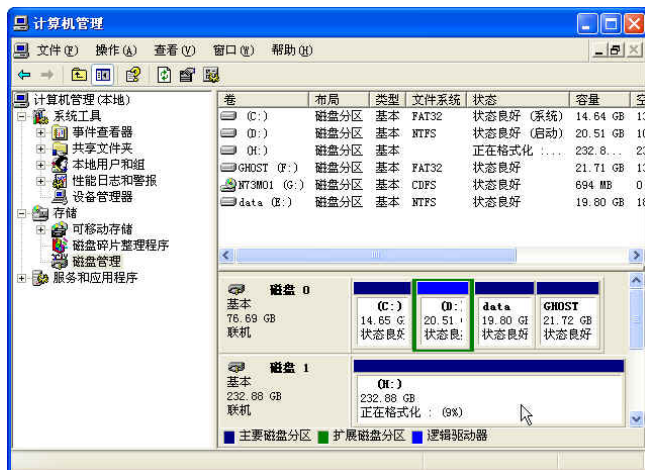 计算机管理
文件(F) 操作(A) 查看(V) 窗口(W) 帮助(H)
计算机管理(本地)
系统工具
事件查看器
共享文件夹
本地用户和组
性能日志和警报
设备管理器
存储
可移动存储
磁盘碎片整理程序
磁盘管理
服务和应用程序
卷 布局 类型 文件系统 状态 容量
(C:) 磁盘分区 基本 FAT32 状态良好 (系统) 14.64 GB
(D:) 磁盘分区 基本 NTFS 状态良好 (启动) 20.51 GB
(H:) 磁盘分区 基本 正在格式化 :... 232.8...
GHOST (F:) 磁盘分区 基本 FAT32 状态良好 21.71 GB
N73M01 (G:) 磁盘分区 基本 CDFS 状态良好 694 MB
data (E:) 磁盘分区 基本 NTFS 状态良好 19.80 GB
磁盘 0
基本
76.69 GB
联机
(C:) (D: data GHOST
14.65 G 20.51 19.80 GI 21.72 GB
状态良 状态良 状态良好 状态良好
磁盘 1
基本
232.88 GB
联机
(H:)
232.88 GB
正在格式化 : (9%)
主要磁盘分区 扩展磁盘分区 逻辑驱动器